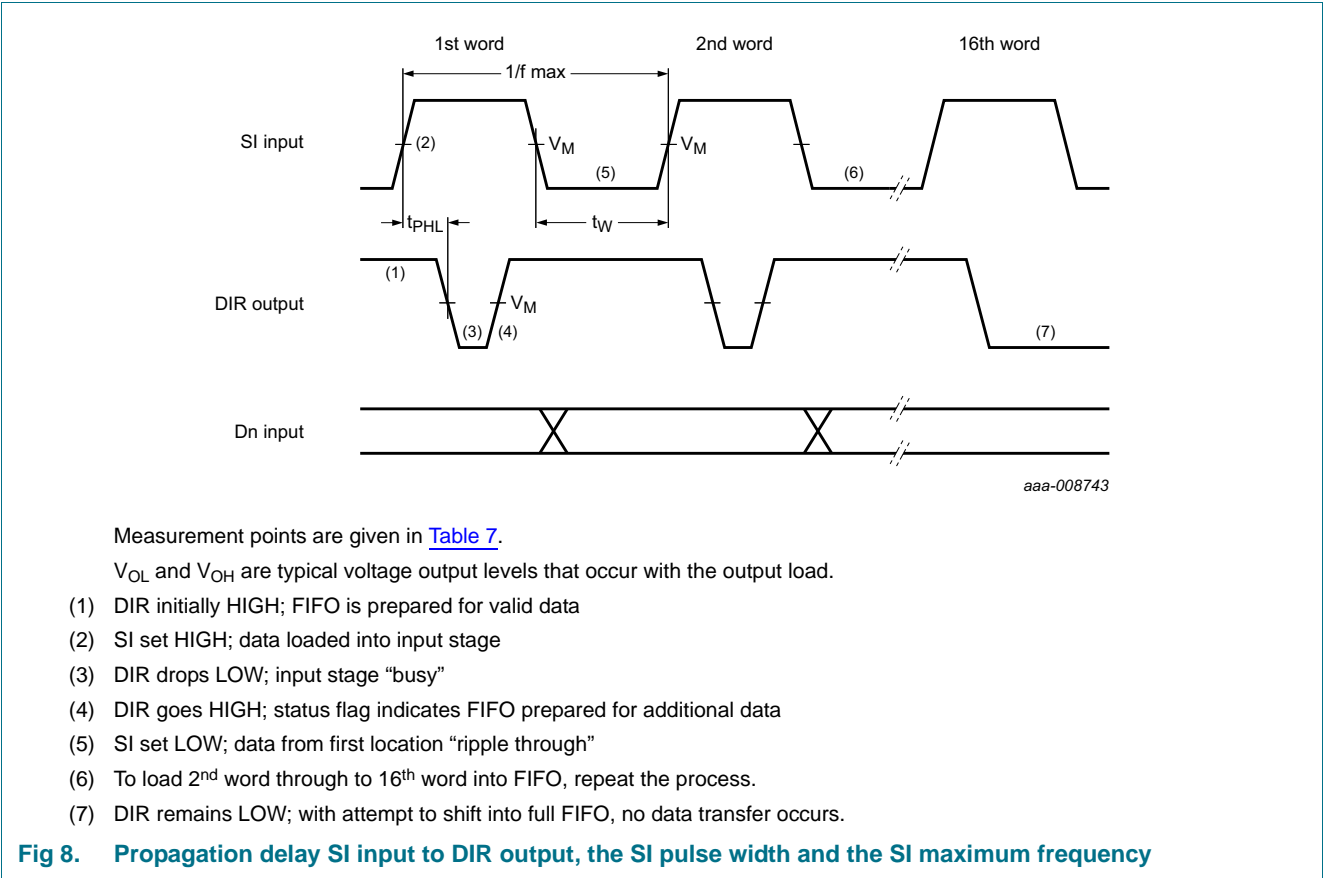 1st word 2nd word 16th word
1/f max
SI input (2) VM VM
(5) (6)
tPHL tW
(1)
DIR output VM
(3) (4) (7)
Dn input
aaa-008743
Measurement points are given in Table 7.
VOL and VOH are typical voltage output levels that occur with the output load.
(1) DIR initially HIGH; FIFO is prepared for valid data
(2) SI set HIGH; data loaded into input stage
(3) DIR drops LOW; input stage “busy”
(4) DIR goes HIGH; status flag indicates FIFO prepared for additional data
(5) SI set LOW; data from first location “ripple through”
(6) To load 2nd word through to 16th word into FIFO, repeat the process.
(7) DIR remains LOW; with attempt to shift into full FIFO, no data transfer occurs.
Fig 8. Propagation delay SI input to DIR output, the SI pulse width and the SI maximum frequency